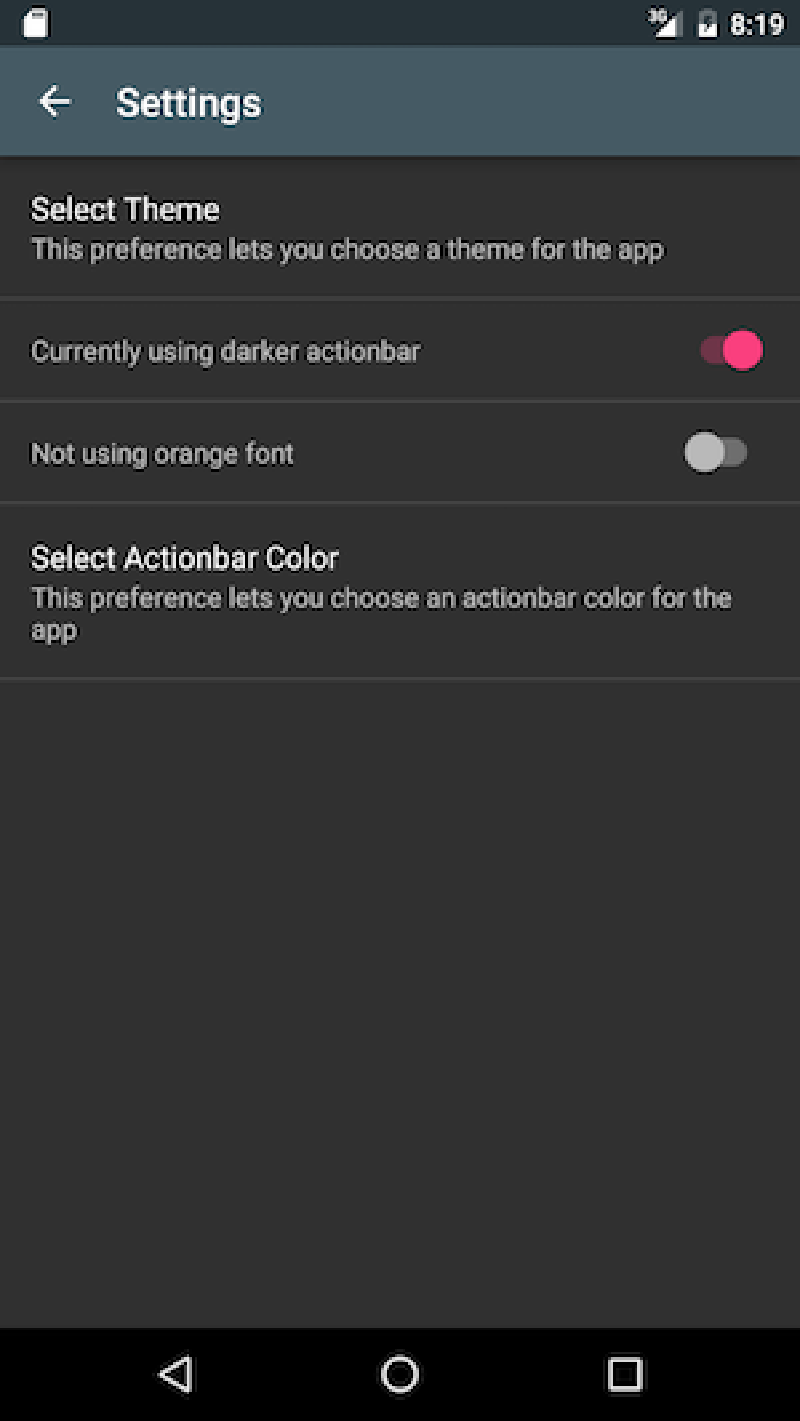 3G 8:19
Settings
Select Theme
This preference lets you choose a theme for the app
Currently using darker actionbar
Not using orange font
Select Actionbar Color
This preference lets you choose an actionbar color for the
app